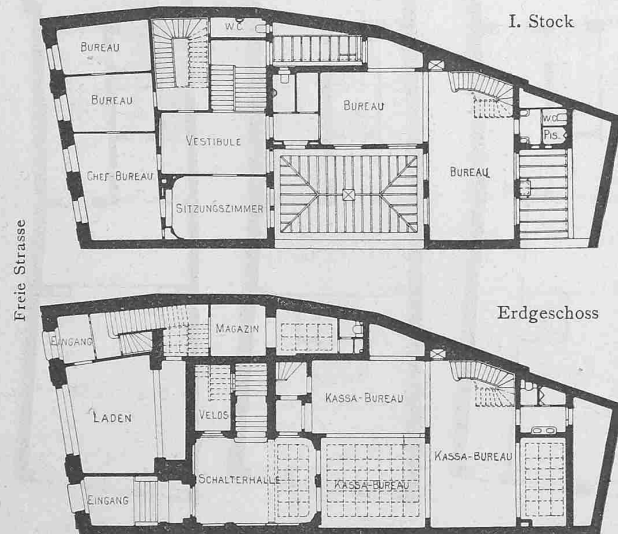 I. Stock
W.C.
BUREAU
BUREAU
BUREAU
VESTIBULE
W.C.
PIS.
CHEF-BUREAU
BUREAU
SITZUNGSZIMMER
Freie Strasse
Erdgeschoss
EINGANG
MAGAZIN
LADEN
VELOS
KASSA-BUREAU
KASSA-BUREAU
SCHALTERHALLE
KASSA-BUREAU
EINGANG